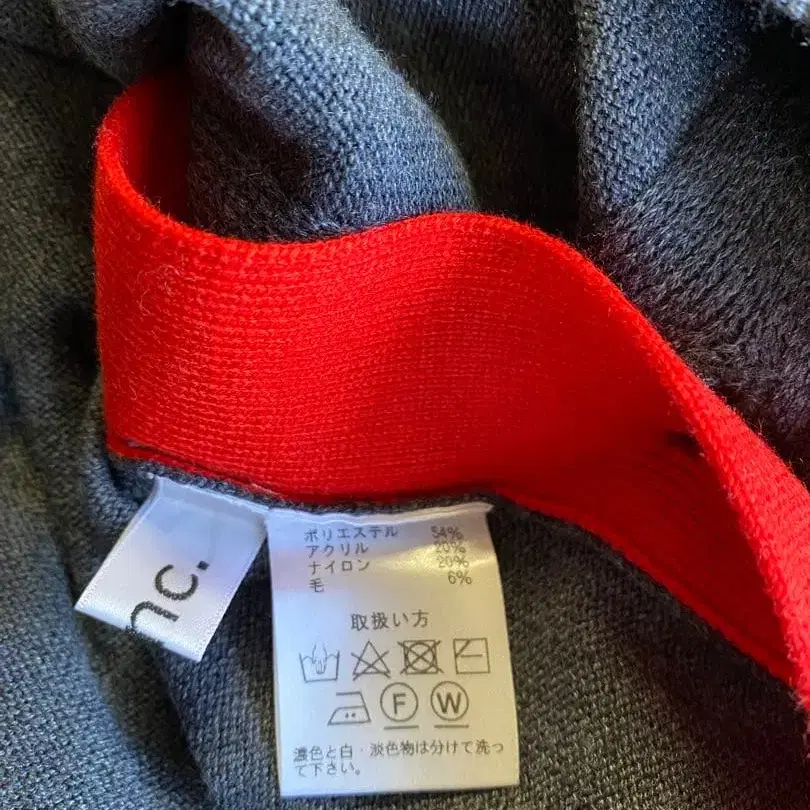 nc.
ポリエステル 54%
アクリル 20%
ナイロン 20%
毛 6%
取扱い方
F W
濃色と白・淡色物は分けて洗っ
て下さい。